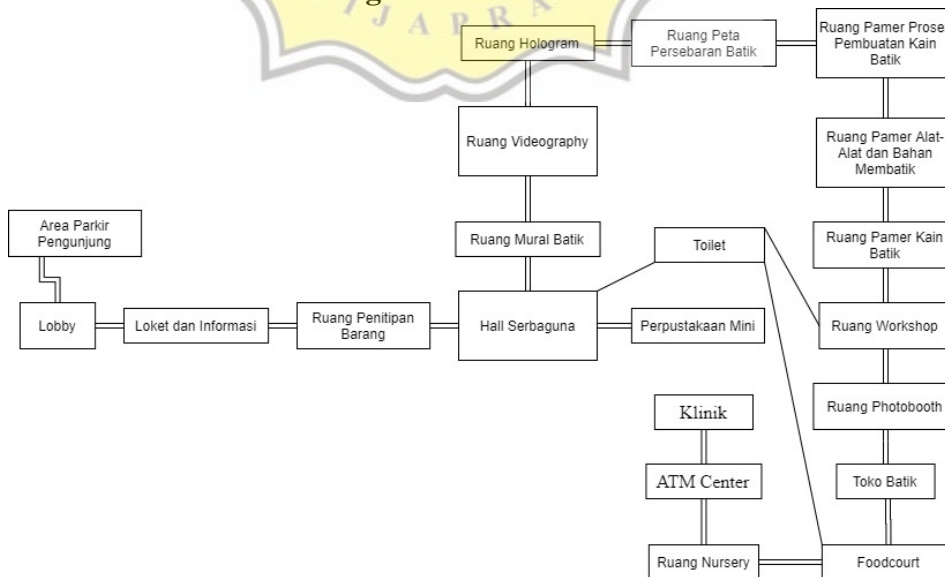 IJAPRA
Ruang Hologram
Ruang Peta
Persebaran Batik
Ruang Pamer Prose
Pembuatan Kain
Batik
Ruang Videography
Ruang Pamer Alat-
Alat dan Bahan
Membatik
Area Parkir
Pengunjung
Ruang Mural Batik
Toilet
Ruang Pamer Kain
Batik
Lobby
Loket dan Informasi
Ruang Penitipan
Barang
Hall Serbaguna
Perpustakaan Mini
Ruang Workshop
Klinik
Ruang Photobooth
ATM Center
Toko Batik
Ruang Nursery
Foodcourt